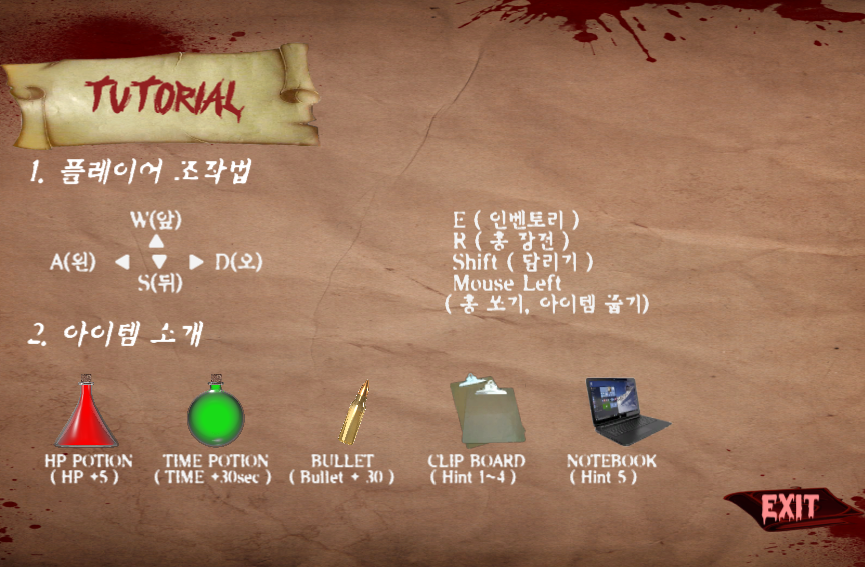 TUTORIAL
1. 플레이어 조작법
W(앞)
A(왼) D(오)
S(뒤)
E ( 인벤토리 )
R ( 총 장전 )
Shift ( 달리기 )
Mouse Left
( 총 쏘기, 아이템 줍기)
2. 아이템 소개
HP POTION
( HP +5 )
TIME POTION
( TIME +30sec )
BULLET
( Bullet + 30 )
CLIP BOARD
( Hint 1~4 )
NOTEBOOK
( Hint 5 )
EXIT